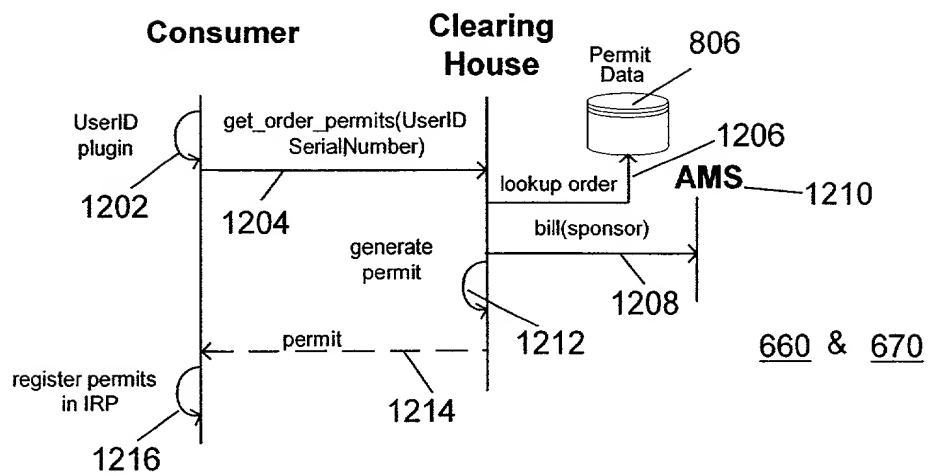 Consumer
Clearing
House
Permit
Data
806
UserID
plugin
get_order_permits(UserID
SerialNumber)
1202
1204
lookup order
1206
AMS
1210
bill(sponsor)
generate
permit
1208
1212
permit
660 & 670
register permits
in IRP
1214
1216